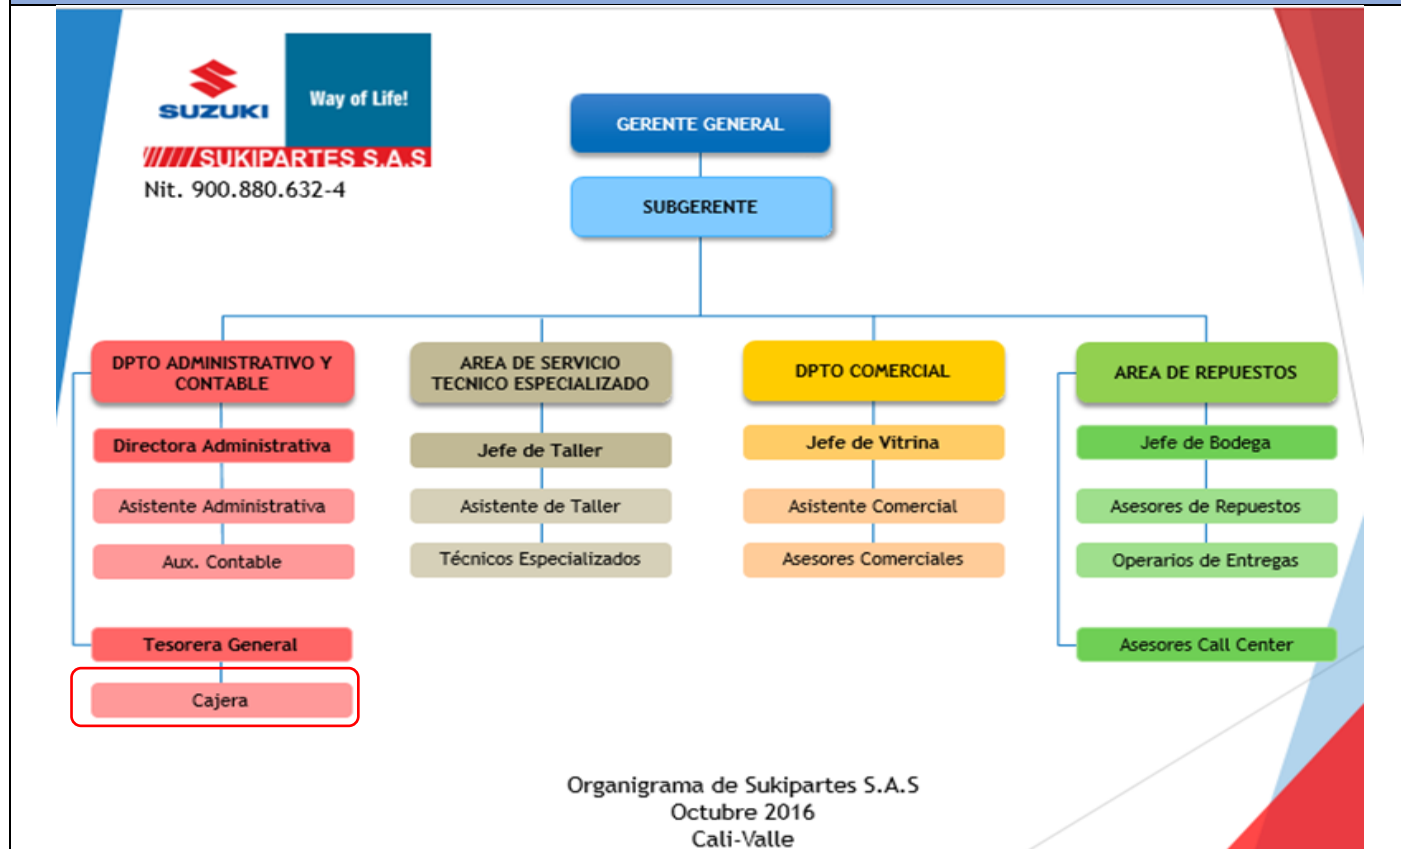 SUZUKI
Way of Life!
SUKIPARTES S.A.S
Nit. 900.880.632-4
GERENTE GENERAL
SUBGERENTE
DPTO ADMINISTRATIVO Y
CONTABLE
Directora Administrativa
Asistente Administrativa
Aux. Contable
Tesorera General
Cajera
AREA DE SERVICIO
TECNICO ESPECIALIZADO
Jefe de Taller
Asistente de Taller
Técnicos Especializados
DPTO COMERCIAL
Jefe de Vitrina
Asistente Comercial
Asesores Comerciales
AREA DE REPUESTOS
Jefe de Bodega
Asesores de Repuestos
Operarios de Entregas
Asesores Call Center
Organigrama de Sukipartes S.A.S
Octubre 2016
Cali-Valle